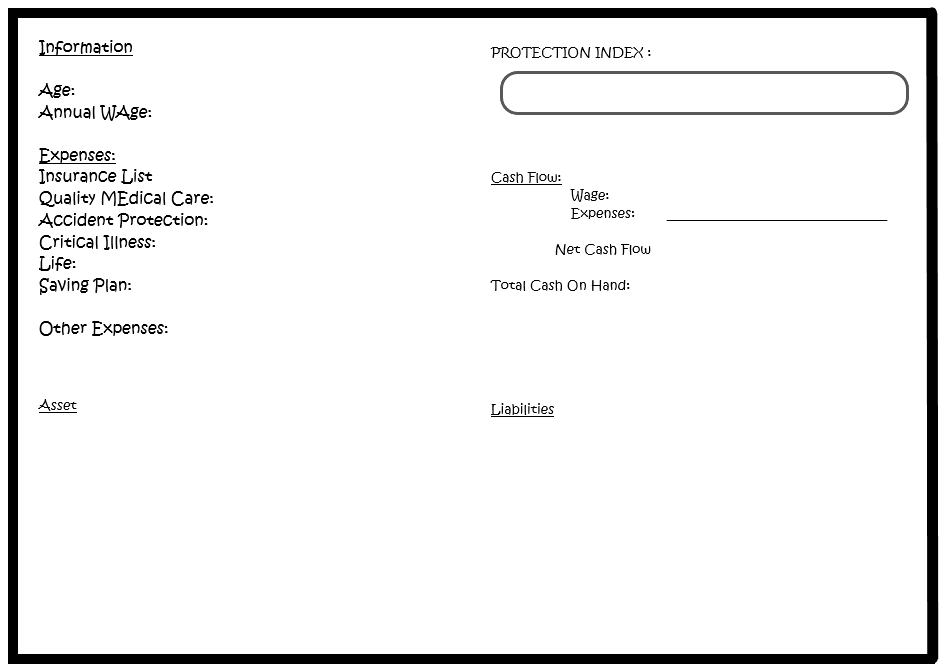 Information
Age:
Annual WAge:
Expenses:
Insurance List
Quality MEdical Care:
Accident Protection:
Critical Illness:
Life:
Saving Plan:
Other Expenses:
Asset
PROTECTION INDEX :
Cash Flow:
Wage:
Expenses:
Net Cash Flow
Total Cash On Hand:
Liabilities